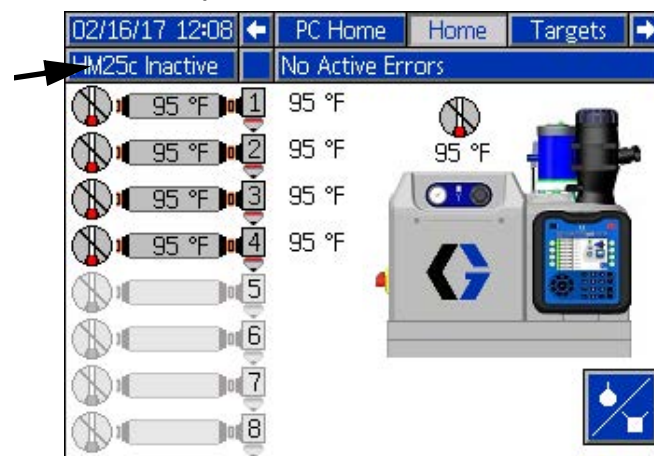 02/16/17 12:08 PC Home Home Targets
HM25c Inactive No Active Errors
95 °F 1 95 °F
95 °F
95 °F 2 95 °F
95 °F 3 95 °F
95 °F 4 95 °F
5
6
7
8